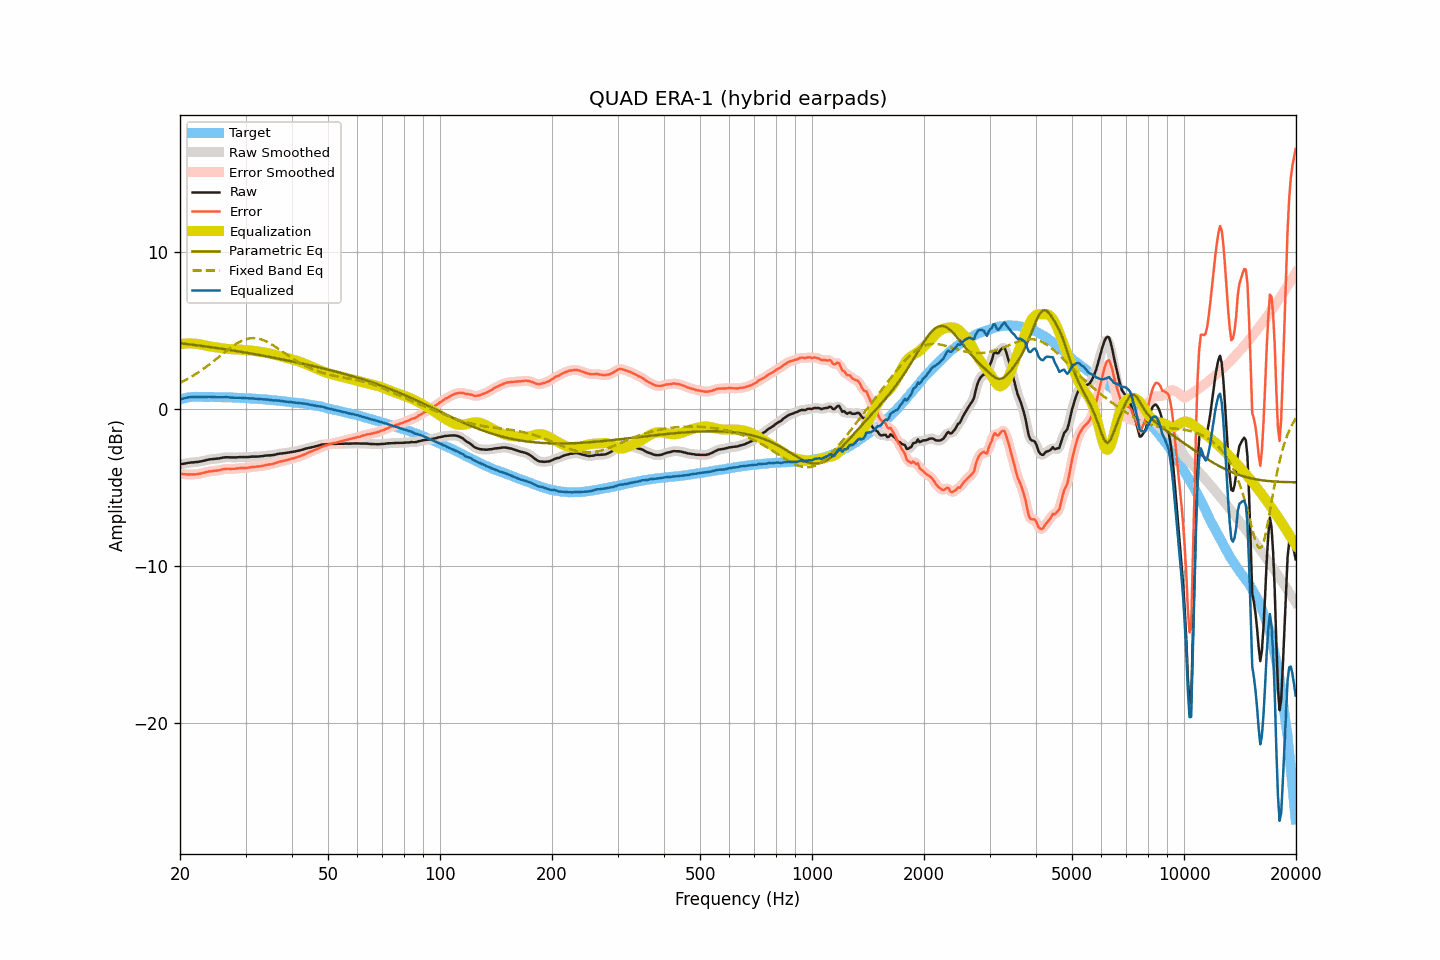 QUAD ERA-1 (hybrid earpads)
Target
Raw Smoothed
Error Smoothed
Raw
Error
Equalization
Parametric Eq
Fixed Band Eq
Equalized
10
0
−10
−20
Amplitude (dBr)
20 50 100 200 500 1000 2000 5000 10000 20000
Frequency (Hz)